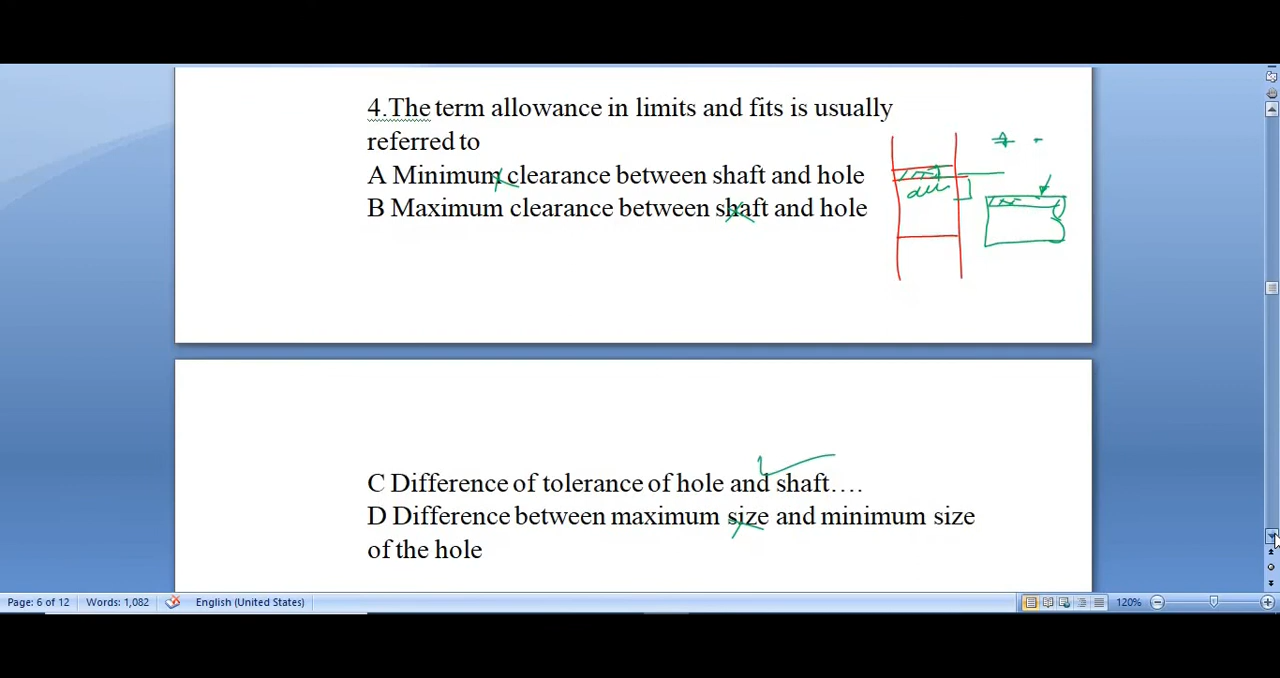 4.The term allowance in limits and fits is usually
referred to
A Minimum clearance between shaft and hole
B Maximum clearance between shaft and hole
C Difference of tolerance of hole and shaft....
D Difference between maximum size and minimum size
of the hole
Page: 6 of 12 Words: 1,082 English (United States) 120%